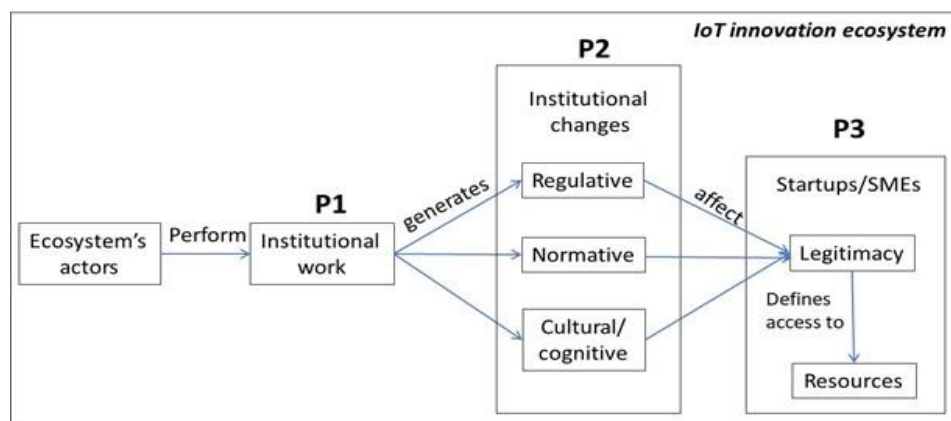 IoT innovation ecosystem
P2
Institutional
changes
P3
Regulative
generates
affect
Startups/SMEs
P1
Ecosystem's
actors
Perform
Institutional
work
Normative
Legitimacy
Defines
access to
Cultural/
cognitive
Resources